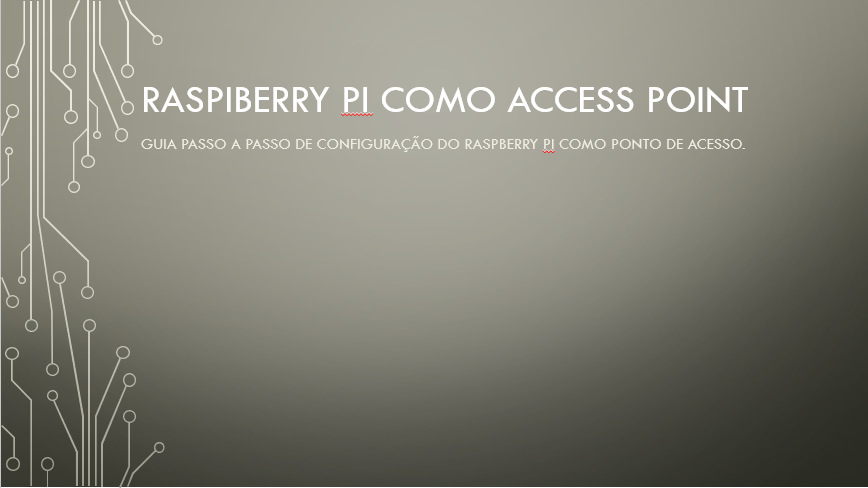 RASPIBERRY PI COMO ACCESS POINT
GUIA PASSO A PASSO DE CONFIGURAÇÃO DO RASPBERRY PI COMO PONTO DE ACESSO.